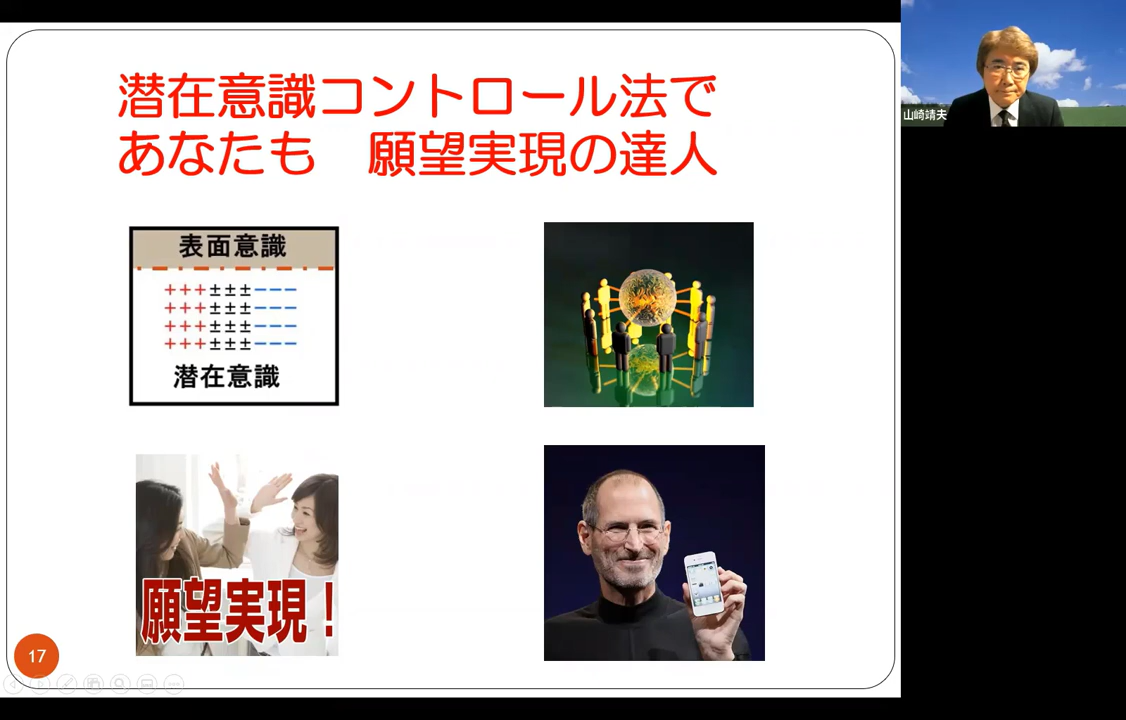 潜在意識コントロール法で
あなたも　願望実現の達人
山崎靖夫
表面意識
+++±±±−−−
+++±±±−−−
+++±±±−−−
+++±±±−−−
潜在意識
願望実現！
17